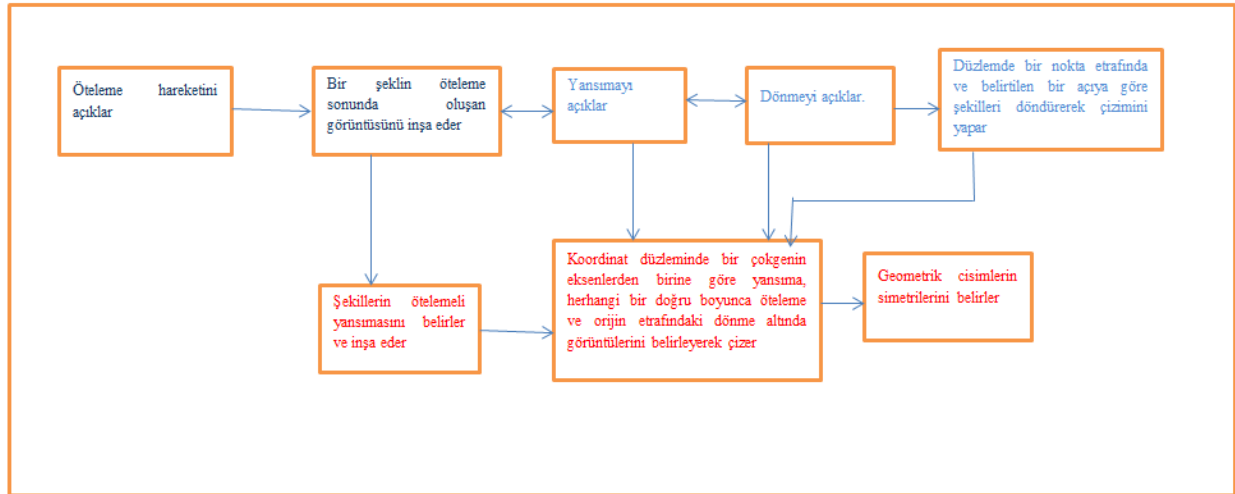 Öteleme hareketini
açıklar
Bir şeklin öteleme
sonunda oluşan
görüntüsünü inşa eder
Yansımayı
açıklar
Dönmeyi açıklar.
Düzlemde bir nokta etrafında
ve belirtilen bir açıya göre
şekilleri döndürerek çizimini
yapar
Şekillerin ötelemeli
yansımasını belirler
ve inşa eder
Koordinat düzleminde bir çokgenin
eksenlerden birine göre yansıma,
herhangi bir doğru boyunca öteleme
ve orijin etrafındaki dönme altında
görüntülerini belirleyerek çizer
Geometrik cisimlerin
simetrilerini belirler